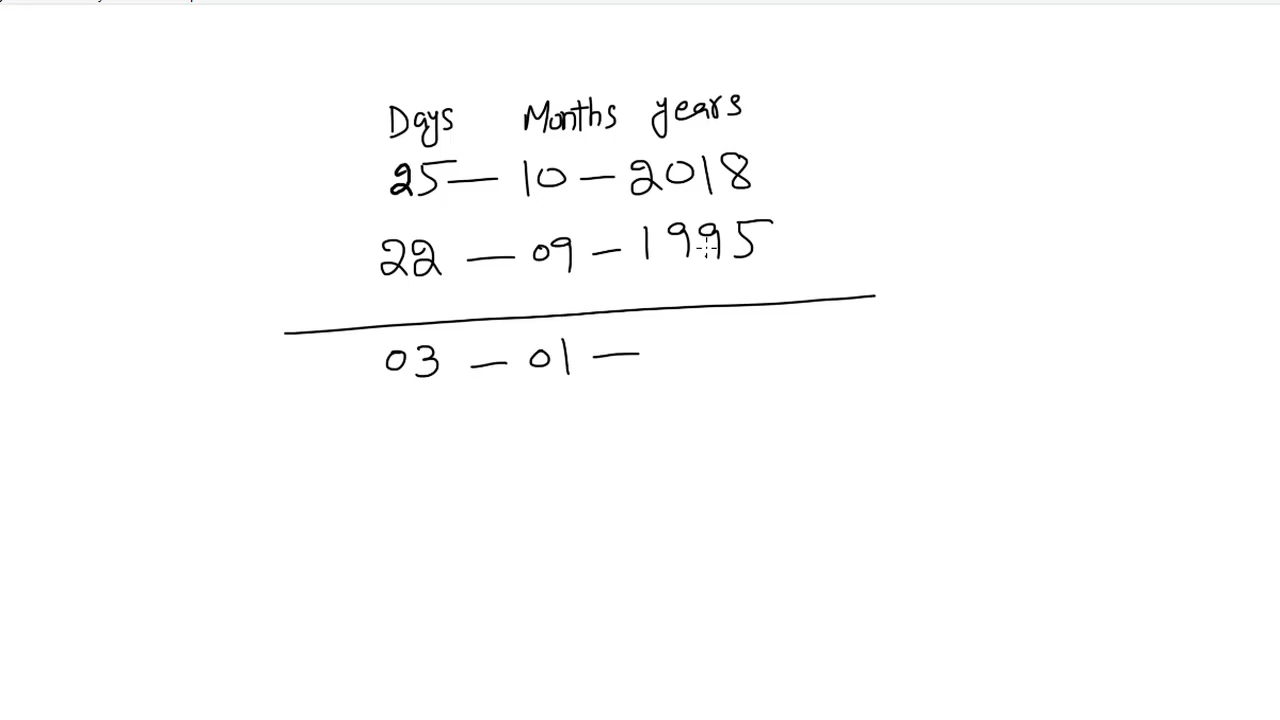 Days Months years
25 — 10 — 2018
22 — 09 — 1995
03 — 01 —